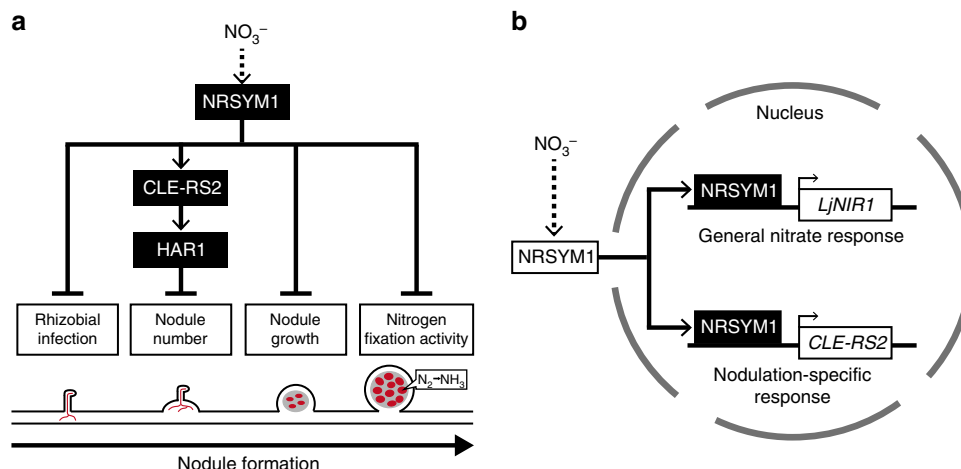 a
NO₃⁻
NRSYM1
CLE-RS2
HAR1
Rhizobial
infection
Nodule
number
Nodule
growth
Nitrogen
fixation activity
N₂→NH₃
Nodule formation
b
Nucleus
NO₃⁻
NRSYM1
NRSYM1
LjNIR1
General nitrate response
NRSYM1
CLE-RS2
Nodulation-specific
response